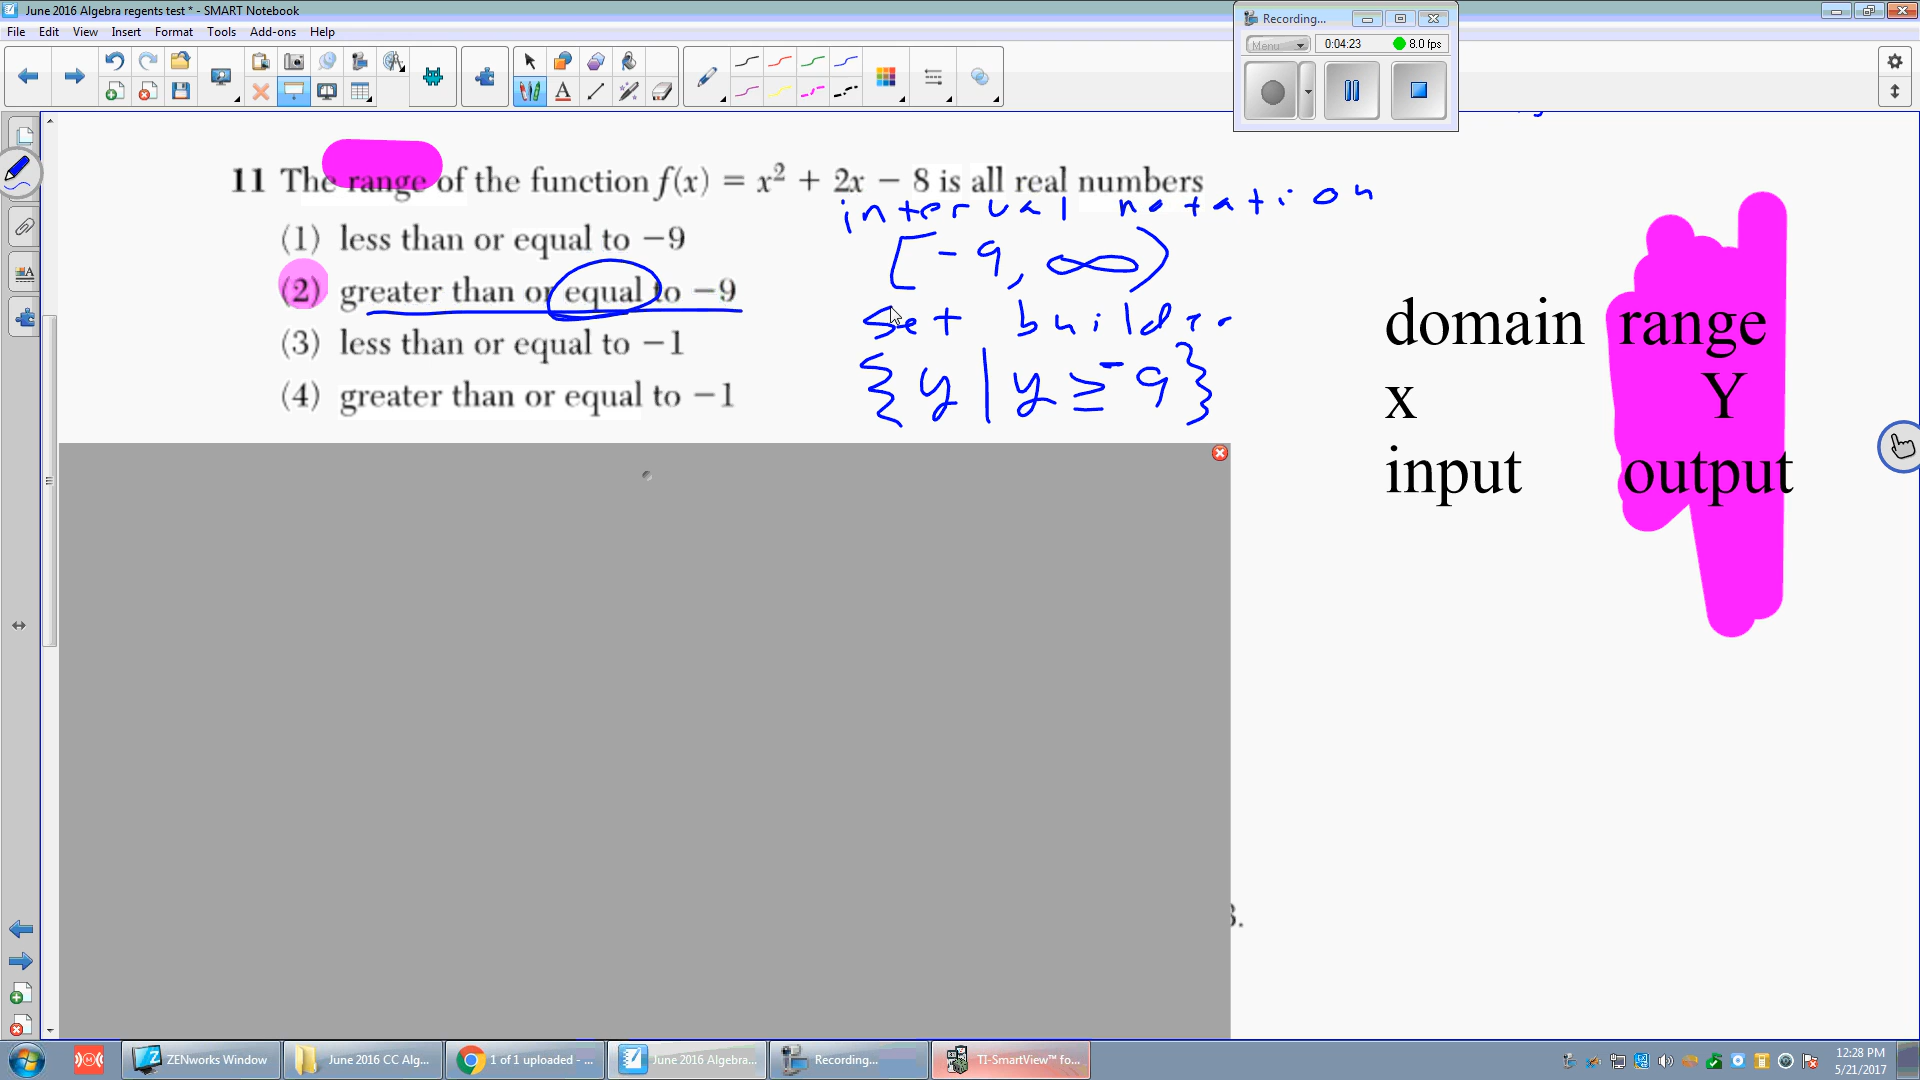 June 2016 Algebra regents test * - SMART Notebook
File Edit View Insert Format Tools Add-ons Help
Recording...
Menu 0:04:23 8.0 fps
11 The range of the function f(x) = x² + 2x − 8 is all real numbers
(1) less than or equal to −9
(2) greater than or equal to −9
(3) less than or equal to −1
(4) greater than or equal to −1
interval notation
[-9, ∞)
set builder
{y | y ≥ -9}
domain range
x Y
input output
3.
ZENworks Window
June 2016 CC Alg...
1 of 1 uploaded - ...
June 2016 Algebra...
Recording...
TI-SmartView™ fo...
12:28 PM
5/21/2017